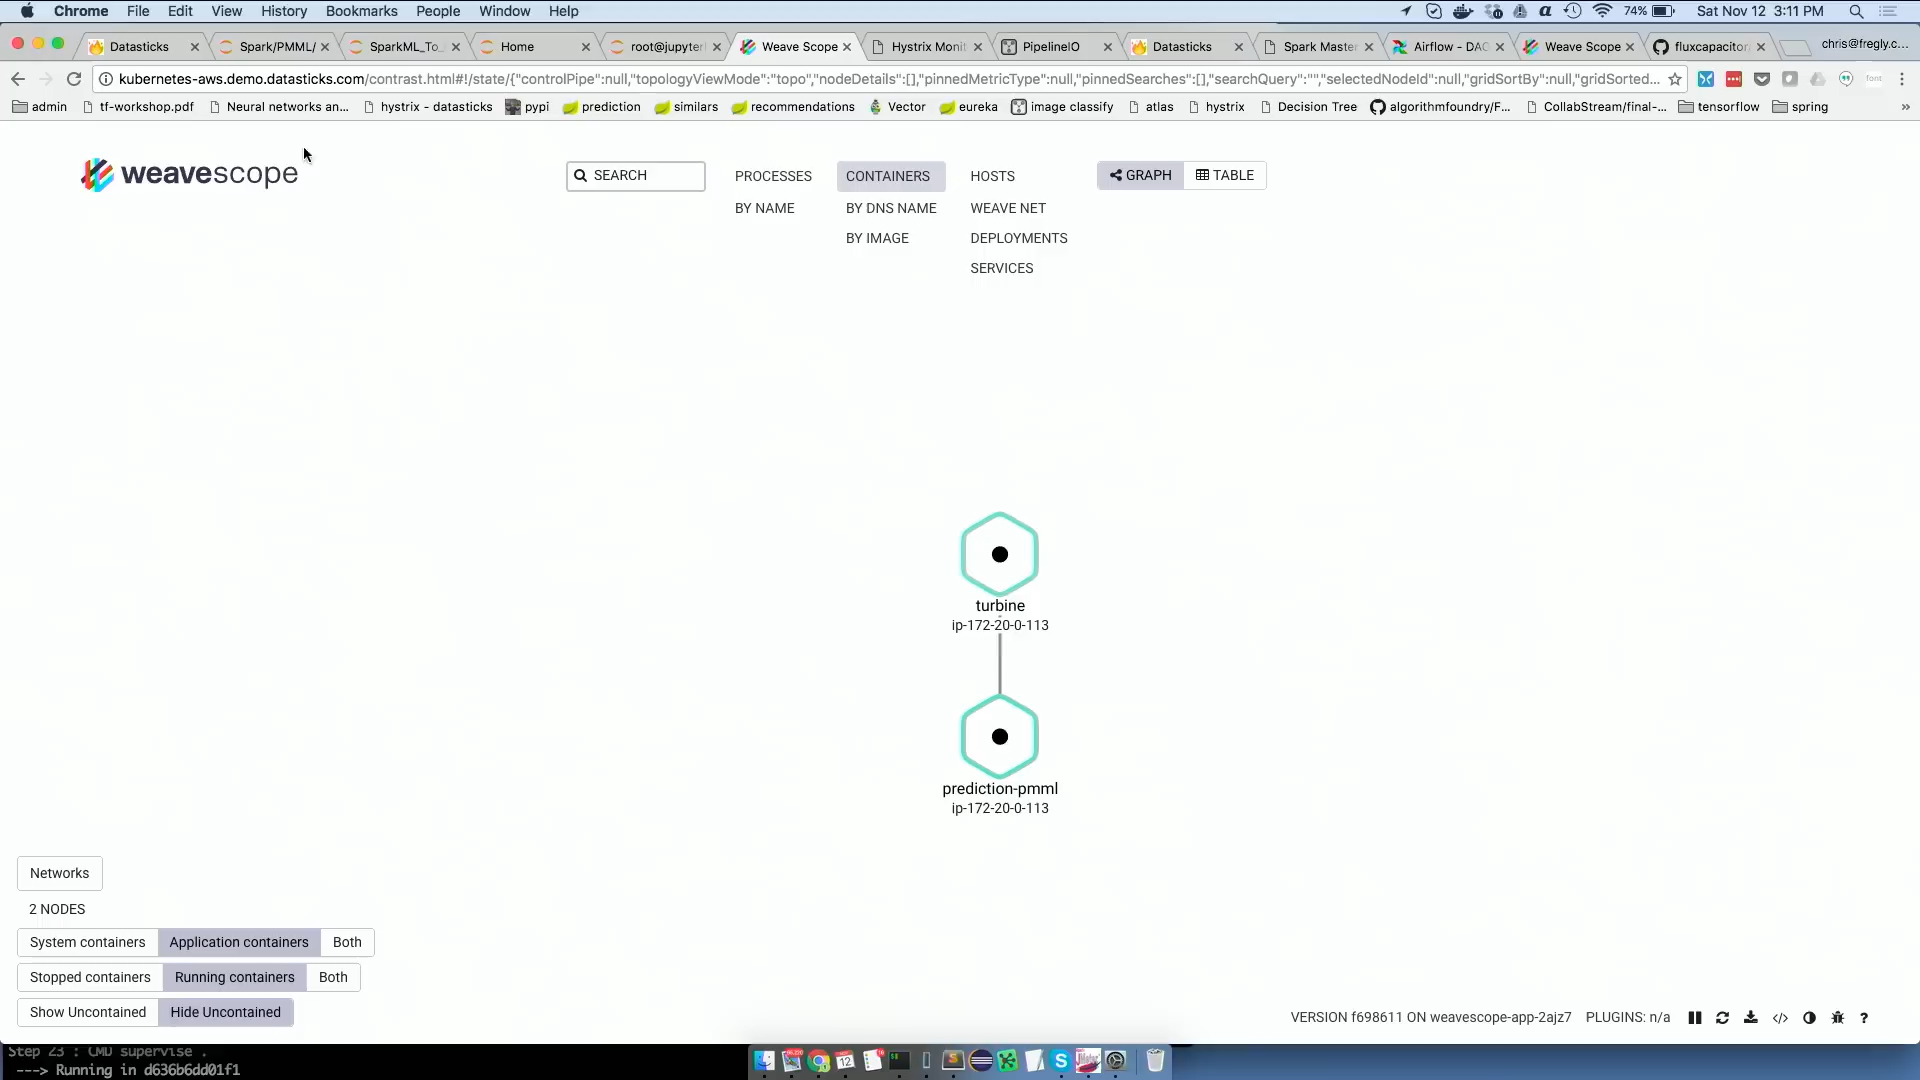 Chrome File Edit View History Bookmarks People Window Help 74% Sat Nov 12 3:11 PM
Datasticks Spark/PMML/ SparkML_To_ Home root@jupyter Weave Scope Hystrix Monit PipelineIO Datasticks Spark Master Airflow - DAG Weave Scope fluxcapacitor chris@fregly.c...
kubernetes-aws.demo.datasticks.com/contrast.html#!/state/{"controlPipe":null,"topologyViewMode":"topo","nodeDetails":[],"pinnedMetricType":null,"pinnedSearches":[],"searchQuery":"","selectedNodeId":null,"gridSortBy":null,"gridSorted... font
admin tf-workshop.pdf Neural networks an... hystrix - datasticks pypi prediction similars recommendations Vector eureka image classify atlas hystrix Decision Tree algorithmfoundry/F... CollabStream/final-... tensorflow spring »
weavescope
SEARCH
PROCESSES CONTAINERS HOSTS
GRAPH TABLE
BY NAME BY DNS NAME WEAVE NET
BY IMAGE DEPLOYMENTS
SERVICES
turbine
ip-172-20-0-113
prediction-pmml
ip-172-20-0-113
Networks
2 NODES
System containers Application containers Both
Stopped containers Running containers Both
Show Uncontained Hide Uncontained
VERSION f698611 ON weavescope-app-2ajz7 PLUGINS: n/a </> ?
Step 23 : CMD supervise .
---> Running in d636b6dd01f1